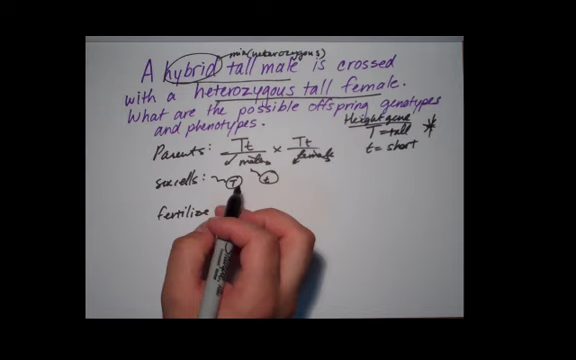 mix(heterozygous)
A hybrid tall male is crossed
with a heterozygous tall female.
What are the possible offspring genotypes
and phenotypes.
Height gene
T = tall
t = short
Parents: Tt x Tt
male female
sex cells: T t
fertilize